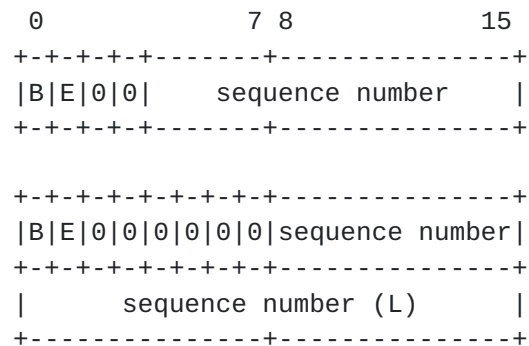 0             7 8            15
+-+-+-+-+-------+---------------+
|B|E|0|0|    sequence number    |
+-+-+-+-+-------+---------------+

+-+-+-+-+-+-+-+-+---------------+
|B|E|0|0|0|0|0|0|sequence number|
+-+-+-+-+-+-+-+-+---------------+
|      sequence number (L)      |
+---------------+---------------+